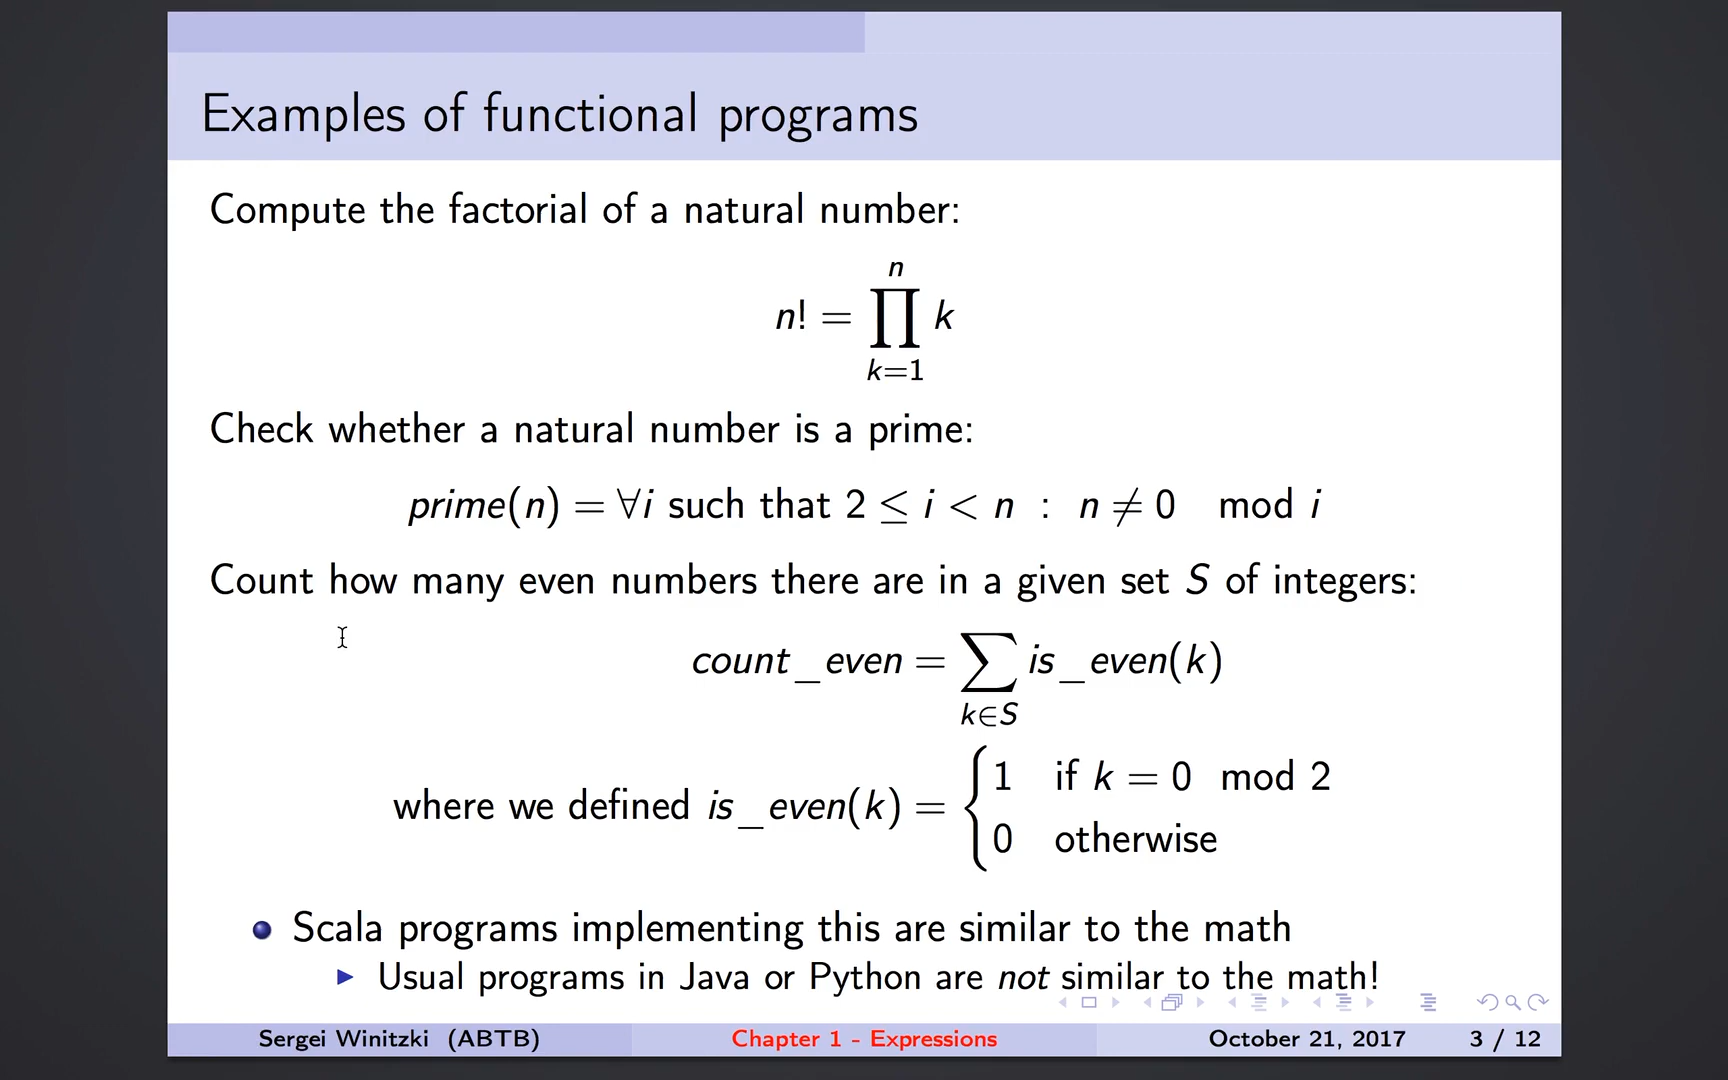 Examples of functional programs
Compute the factorial of a natural number:
n! = ∏ₖ₌₁ⁿ k
Check whether a natural number is a prime:
prime(n) = ∀i such that 2 ≤ i < n : n ≠ 0 mod i
Count how many even numbers there are in a given set S of integers:
count_even = ∑ is_even(k)
k∈S
where we defined is_even(k) = { 1 if k = 0 mod 2
0 otherwise
Scala programs implementing this are similar to the math
Usual programs in Java or Python are not similar to the math!
Sergei Winitzki (ABTB) Chapter 1 - Expressions October 21, 2017 3 / 12